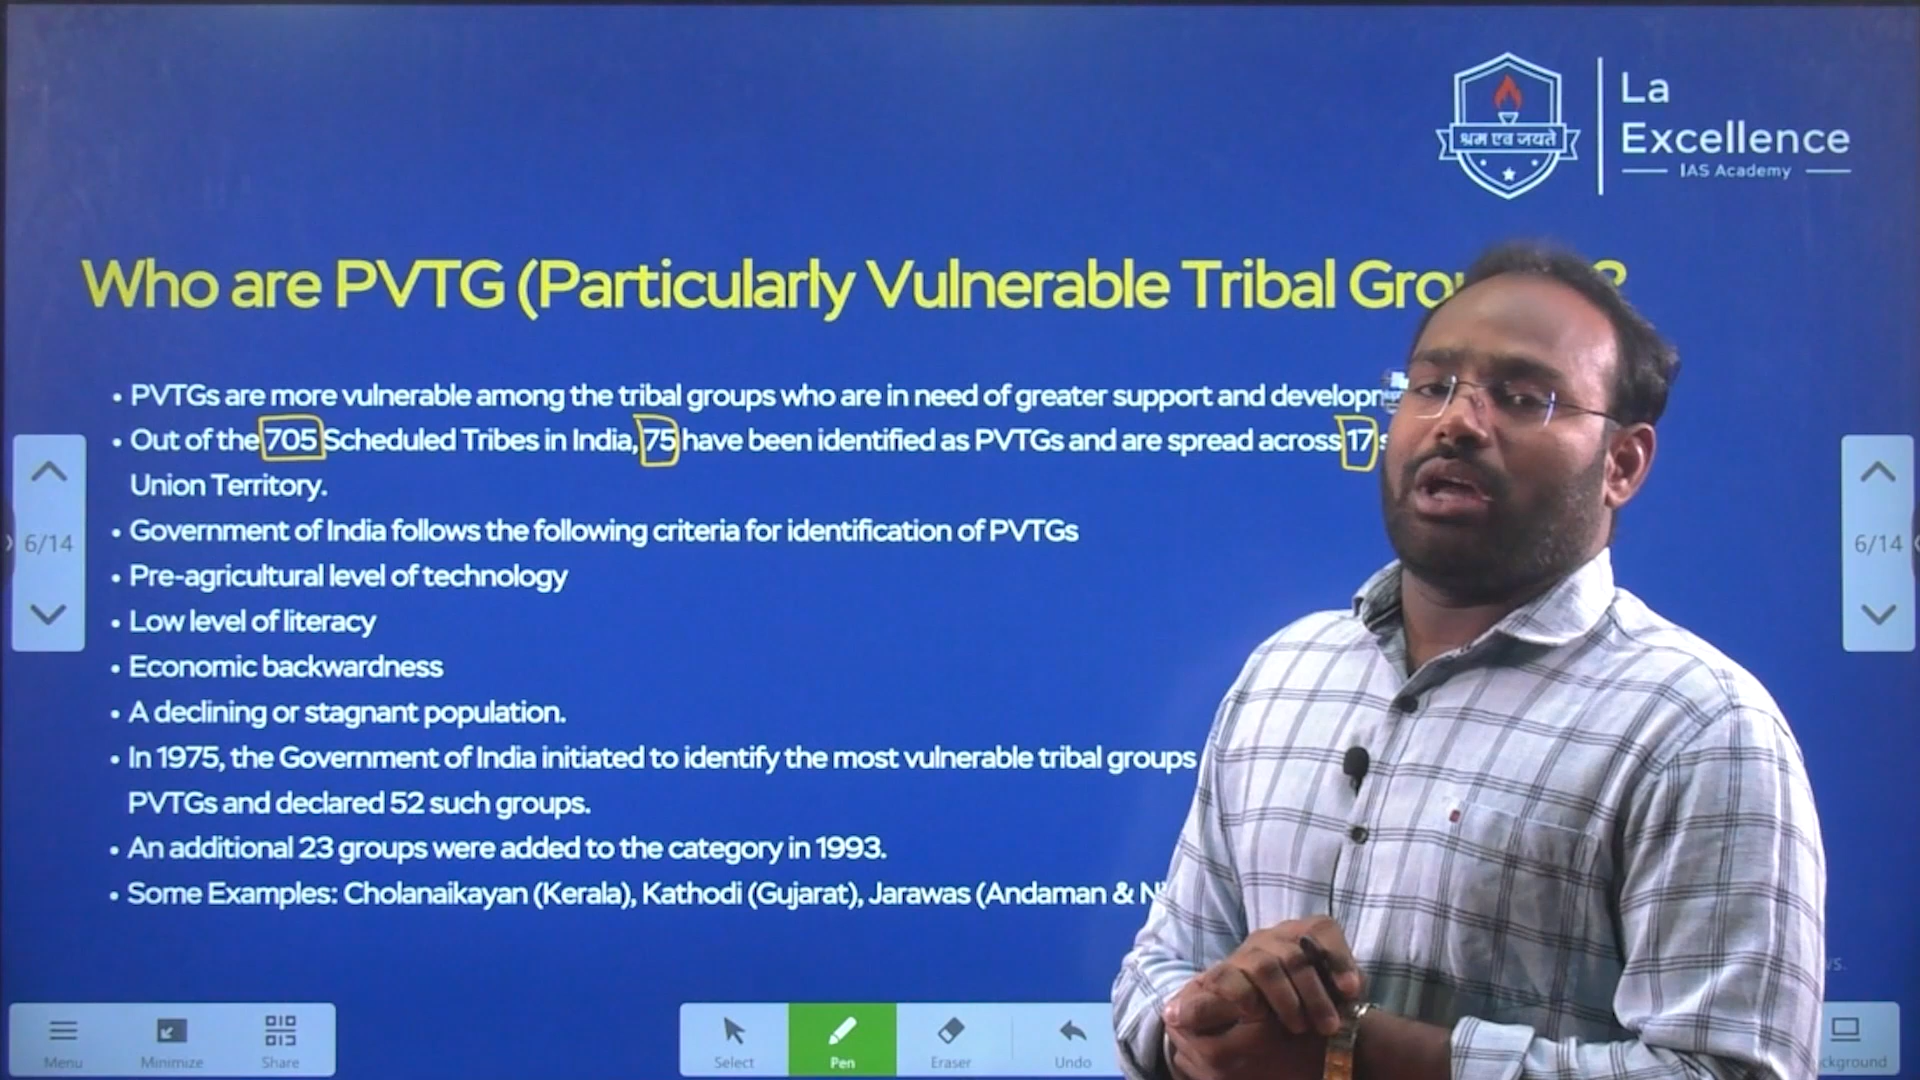 La
Excellence
IAS Academy
श्रम एव जयते
Who are PVTG (Particularly Vulnerable Tribal
• PVTGs are more vulnerable among the tribal groups who are in need of greater support and
• Out of the 705 Scheduled Tribes in India, 75 have been identified as PVTGs and are spread across 17
Union Territory.
• Government of India follows the following criteria for identification of PVTGs
• Pre-agricultural level of technology
• Low level of literacy
• Economic backwardness
• A declining or stagnant population.
• In 1975, the Government of India initiated to identify the most vulnerable tribal groups
PVTGs and declared 52 such groups.
• An additional 23 groups were added to the category in 1993.
• Some Examples: Cholanaikayan (Kerala), Kathodi (Gujarat), Jarawas (Andaman &
6/14
6/14
Menu Minimize Share Select Pen Eraser Undo